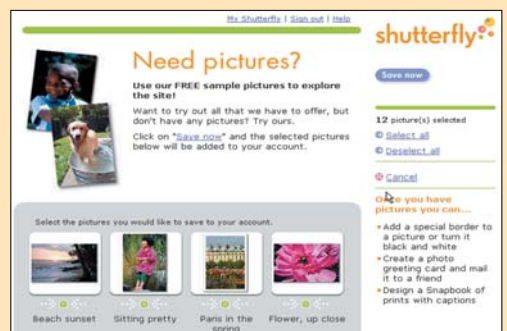 My Shutterfly | Sign out | Help
shutterfly
Need pictures?
Use our FREE sample pictures to explore
the site!
Want to try out all that we have to offer, but
don't have any pictures? Try ours.
Click on "Save now" and the selected pictures
below will be added to your account.
Save now
12 picture(s) selected
Select all
Deselect all
Cancel
Once you have
pictures you can...
Add a special border to
a picture or turn it
black and white
Create a photo
greeting card and mail
it to a friend
Design a Snapbook of
prints with captions
Select the pictures you would like to save to your account.
Beach sunset
Sitting pretty
Paris in the
spring
Flower, up close